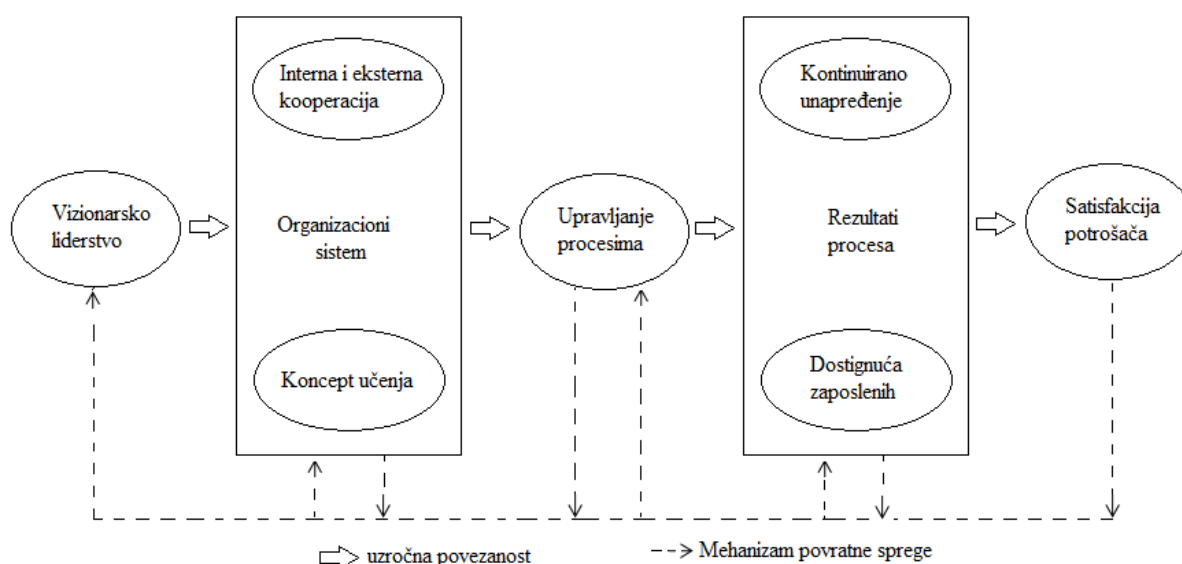 Interna i eksterna
kooperacija
Kontinuirano
unapređenje
Vizionarsko
liderstvo
Organizacioni
sistem
Upravljanje
procesima
Rezultati
procesa
Satisfakcija
potrošača
Koncept učenja
Dostignuća
zaposlenih
uzročna povezanost
Mehanizam povratne sprege